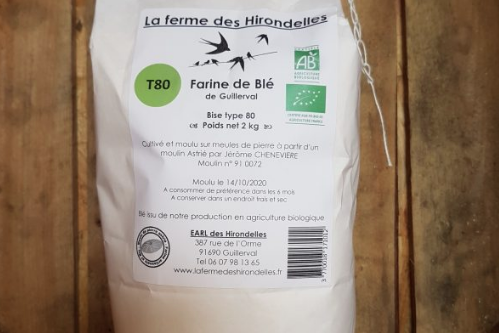 La ferme des Hirondelles
T80
Farine de Blé
de Guillerval
Bise type 80
Poids net 2 kg
AB
AGRICULTURE
BIOLOGIQUE
Cultivé et moulu sur meules de pierre à partir d'un
moulin Astrié par Jérôme CHENEVIÈRE
Moulin n° 91 0072
Moulu le 14/10/2020
A consommer de préférence dans les 6 mois
A conserver dans un endroit frais et sec
Blé issu de notre production en agriculture biologique
EARL des Hirondelles
387 rue de l'Orme
91690 Guillerval
Tel 06 07 98 13 65
www.lafermedeshirondelles.fr